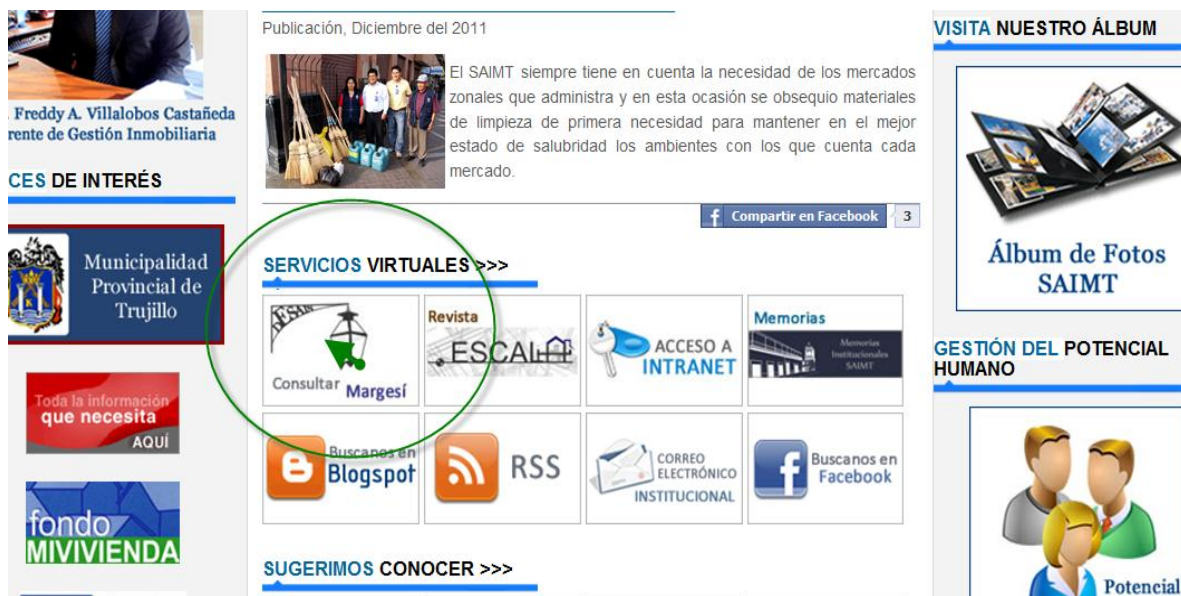 Publicación, Diciembre del 2011
El SAIMT siempre tiene en cuenta la necesidad de los mercados
zonales que administra y en esta ocasión se obsequio materiales
de limpieza de primera necesidad para mantener en el mejor
estado de salubridad los ambientes con los que cuenta cada
mercado.
Compartir en Facebook 3
Freddy A. Villalobos Castañeda
rente de Gestión Inmobiliaria
CES DE INTERÉS
Municipalidad
Provincial de
Trujillo
Toda la información
que necesita
AQUÍ
fondo
MIVIVIENDA
SERVICIOS VIRTUALES >>>
Consultar Margesí
Revista
ESCALA
ACCESO A
INTRANET
Memorias
Memorias
Institucionales
SAIMT
Buscanos en
Blogspot
RSS
CORREO
ELECTRÓNICO
INSTITUCIONAL
Buscanos en
Facebook
SUGERIMOS CONOCER >>>
VISITA NUESTRO ÁLBUM
Álbum de Fotos
SAIMT
GESTIÓN DEL POTENCIAL
HUMANO
Potencial